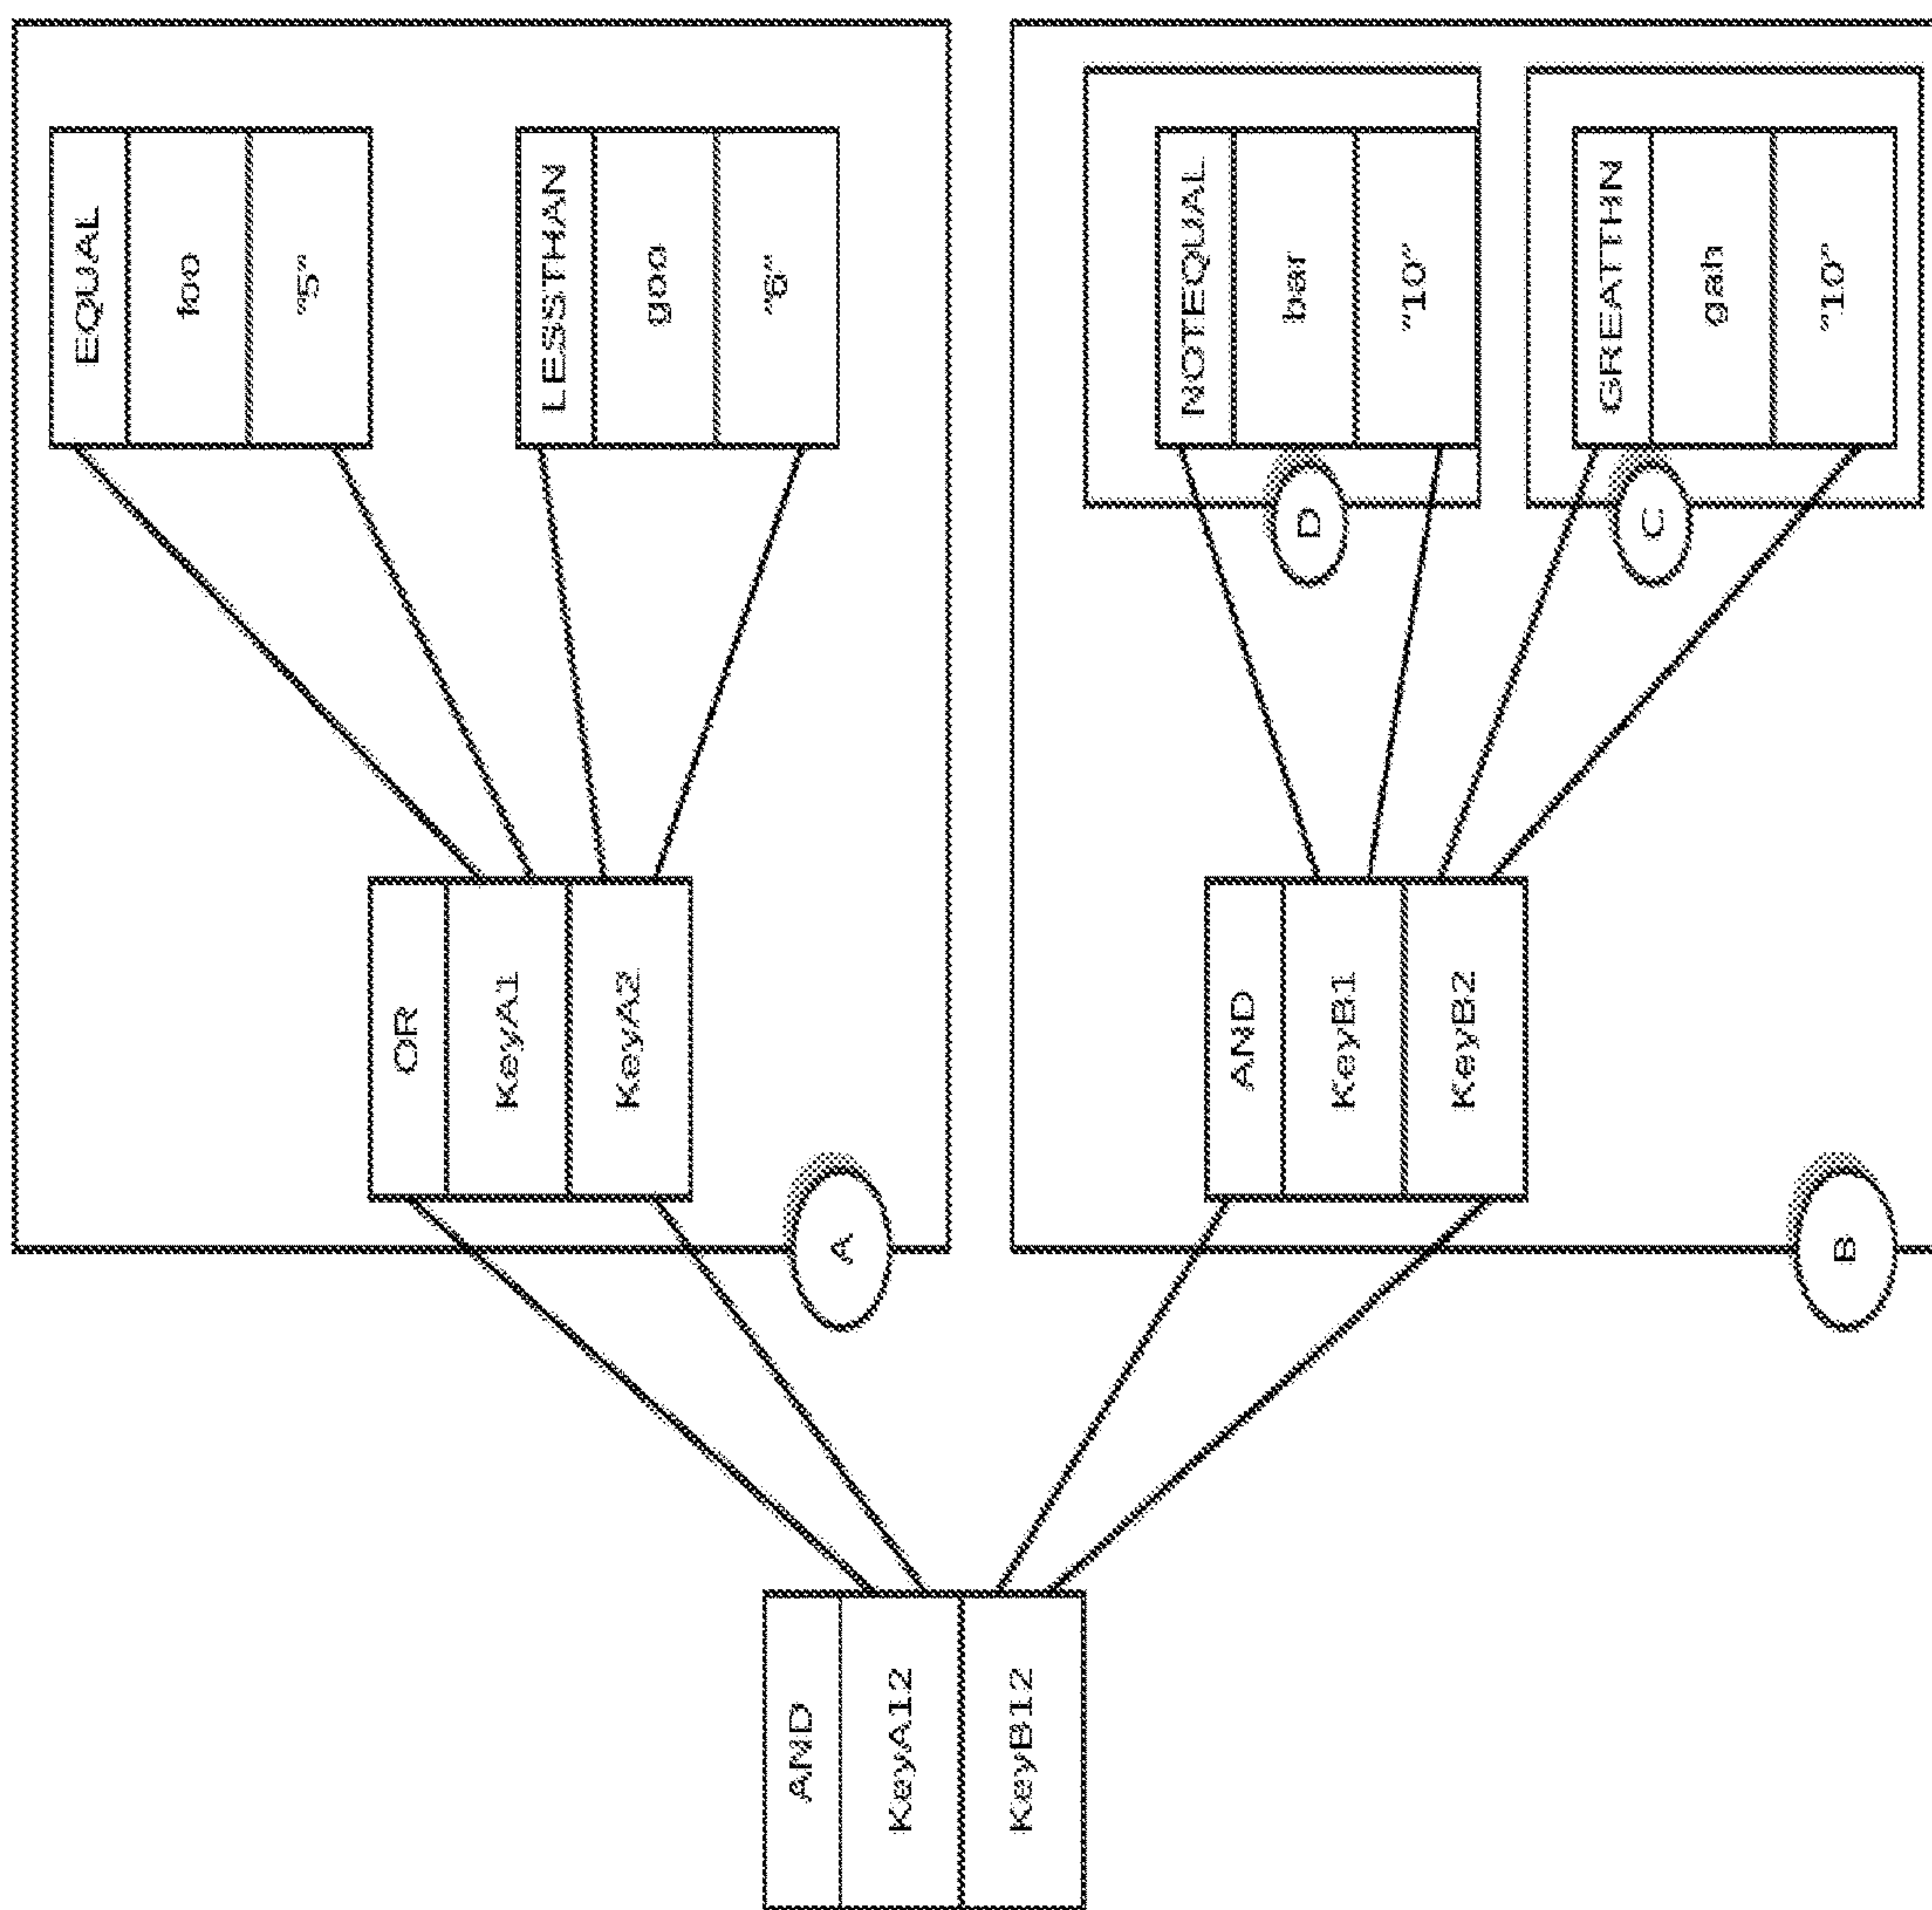 AND
KeyA12
KeyB12
A
B
OR
KeyA1
KeyA2
AND
KeyB1
KeyB2
D
C
EQUAL
foo
"5"
LESSTHAN
goo
"6"
NOTEQUAL
bar
"10"
GREATTHN
gah
"10"